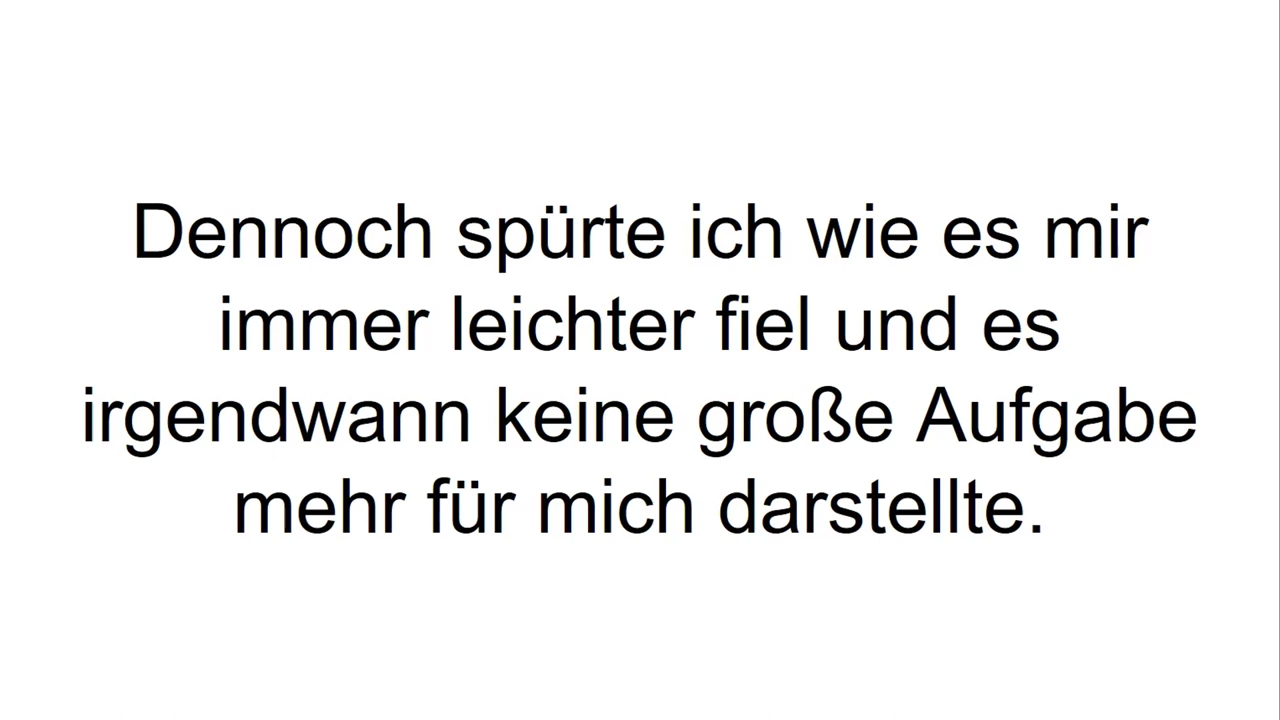 Dennoch spürte ich wie es mir
immer leichter fiel und es
irgendwann keine große Aufgabe
mehr für mich darstellte.